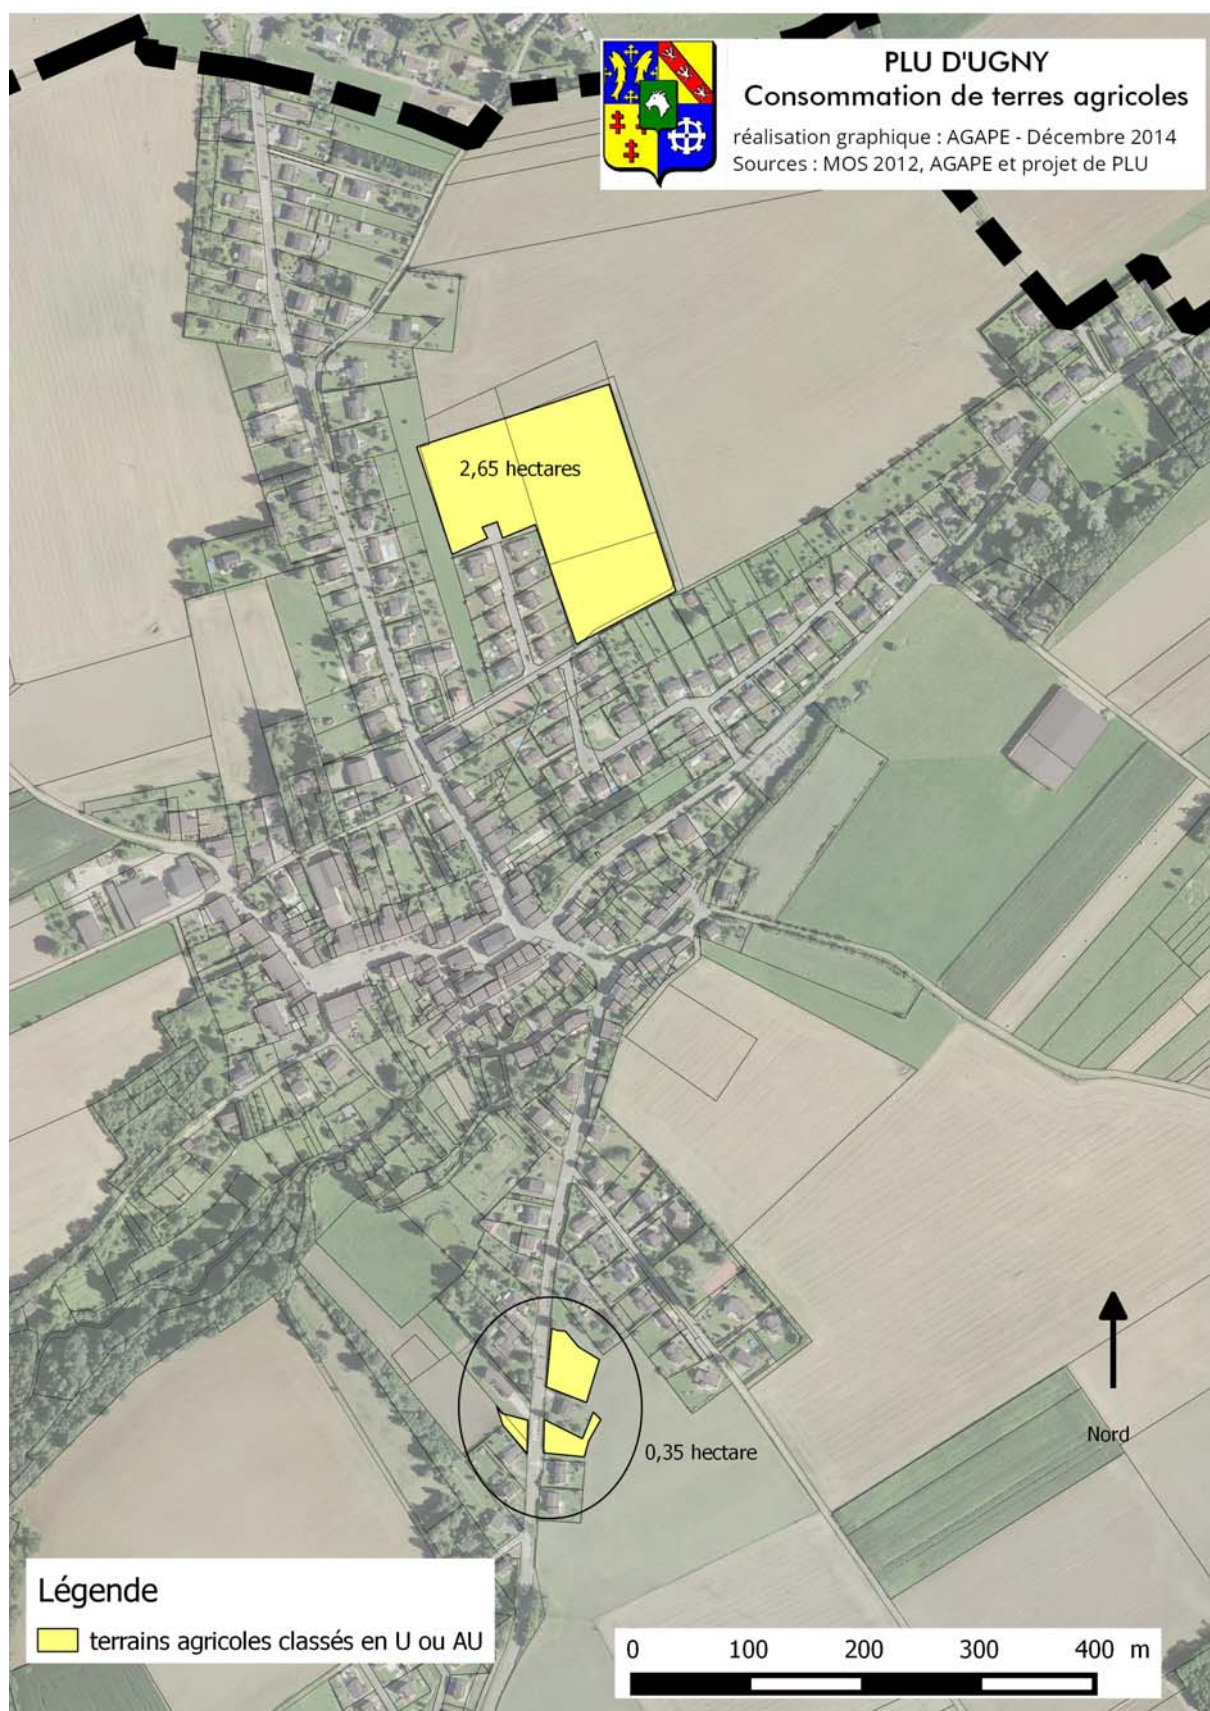 PLU D'UGNY
Consommation de terres agricoles
réalisation graphique : AGAPE - Décembre 2014
Sources : MOS 2012, AGAPE et projet de PLU
2,65 hectares
0,35 hectare
Nord
Légende
terrains agricoles classés en U ou AU
0 100 200 300 400 m